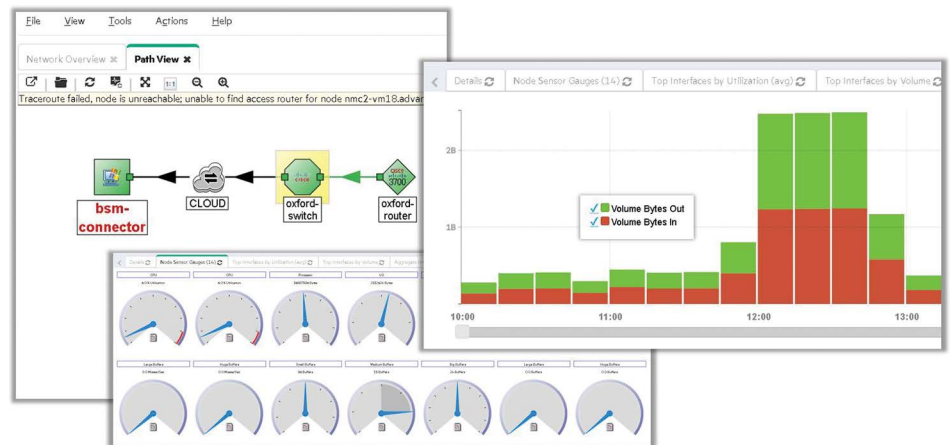 File View Tools Actions Help
Network Overview Path View
1:1
Traceroute failed, node is unreachable; unable to find access router for node nmc2-vm18.advan
bsm-
connector
CLOUD
oxford-
switch
oxford-
router
3700
Details Node Sensor Gauges (14) Top Interfaces by Utilization (avg) Top Interfaces by Volume
2B
1B
Volume Bytes Out
Volume Bytes In
10:00 11:00 12:00 13:00
Details Node Sensor Gauges (14) Top Interfaces by Utilization (avg) Top Interfaces by Volume
CPU CPU
Large Buffers Huge Buffers Small Buffers Medium Buffers Big Buffers Large Buffers Huge Buffers